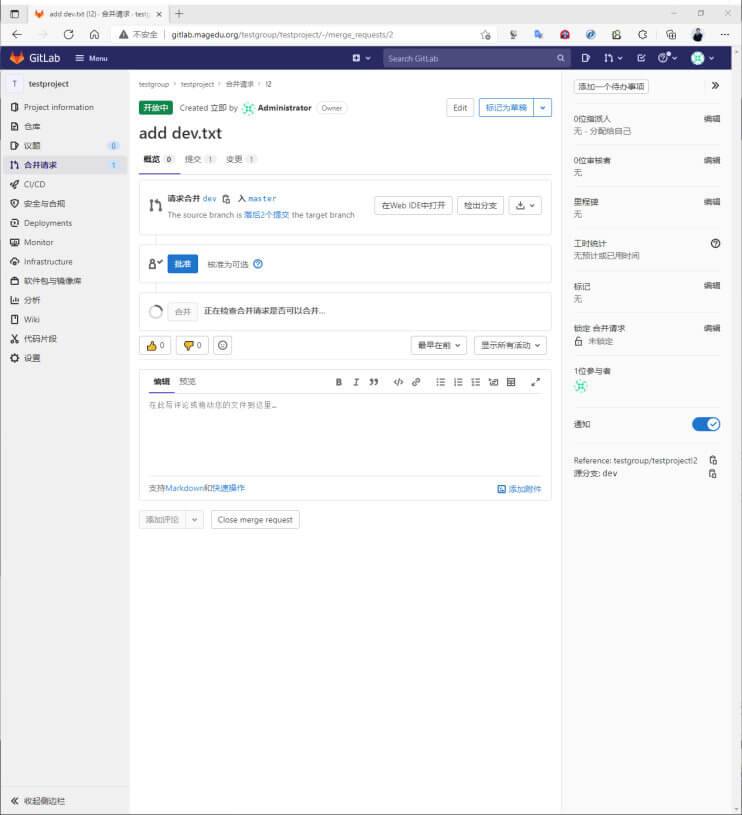 add dev.txt (!2) · 合并请求 · testg
不安全 gitlab.magedu.org/testgroup/testproject/-/merge_requests/2
GitLab Menu Search GitLab
T testproject
Project information
仓库
议题 0
合并请求 1
CI/CD
安全与合规
Deployments
Monitor
Infrastructure
软件包与镜像库
分析
Wiki
代码片段
设置
收起侧边栏
testgroup > testproject > 合并请求 > !2
开放中 Created 立即 by Administrator Owner
Edit 标记为草稿
add dev.txt
概览 0 提交 1 变更 1
请求合并 dev 入 master
The source branch is 落后2个提交 the target branch
在Web IDE中打开 检出分支
批准 核准为可选
合并 正在检查合并请求是否可以合并...
0 0
最早在前 显示所有活动
编辑 预览
在此写评论或拖动您的文件到这里...
支持Markdown和快速操作
添加附件
添加评论 Close merge request
添加一个待办事项
0位指派人 编辑
无 - 分配给自己
0位审核者 编辑
无
里程碑 编辑
无
工时统计
无预计或已用时间
标记 编辑
无
锁定 合并请求 编辑
未锁定
1位参与者
通知
Reference: testgroup/testproject!2
源分支: dev